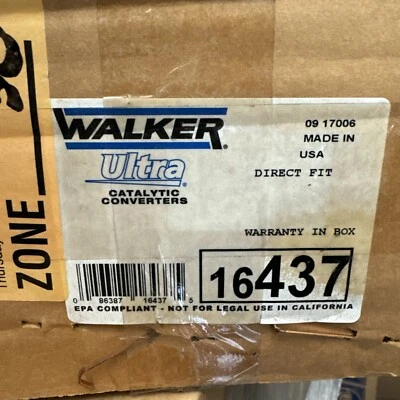 Thursday
ZONE
WALKER®
Ultra®
CATALYTIC
CONVERTERS
09 17006
MADE IN
USA
DIRECT FIT
WARRANTY IN BOX
16437
0 86387 16437 5
EPA COMPLIANT - NOT FOR LEGAL USE IN CALIFORNIA